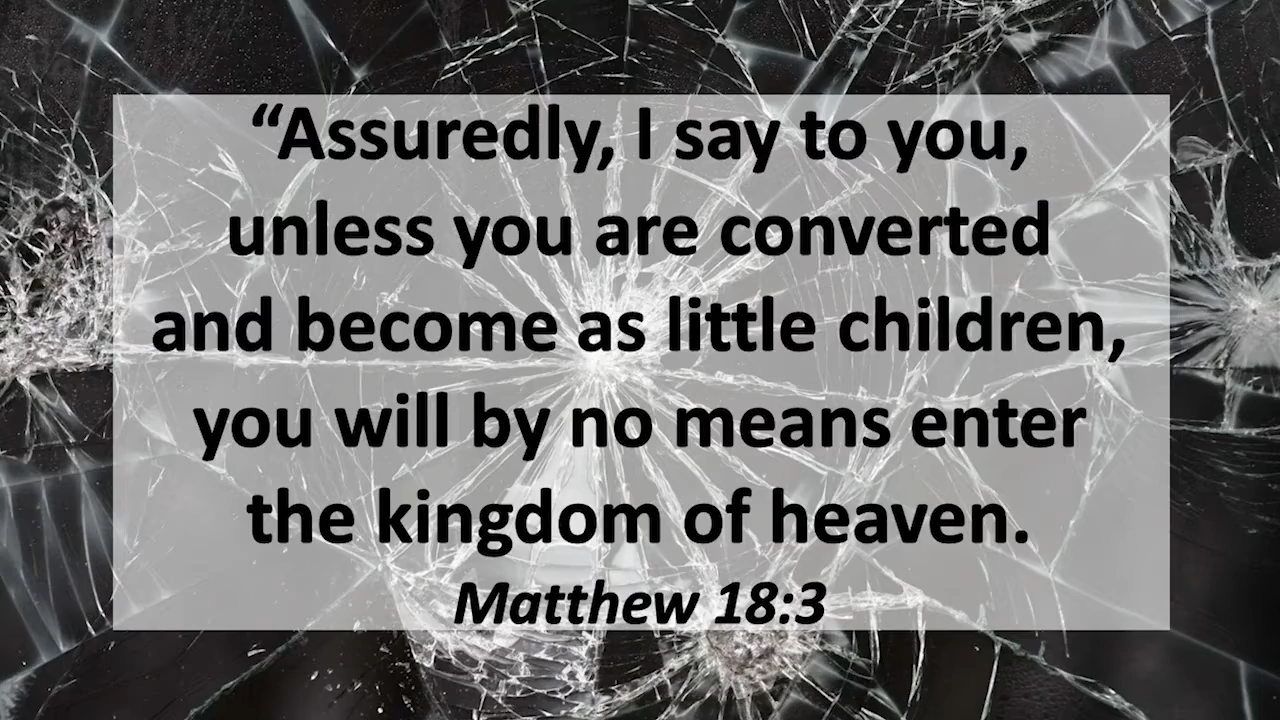 “Assuredly, I say to you,
unless you are converted
and become as little children,
you will by no means enter
the kingdom of heaven.
Matthew 18:3